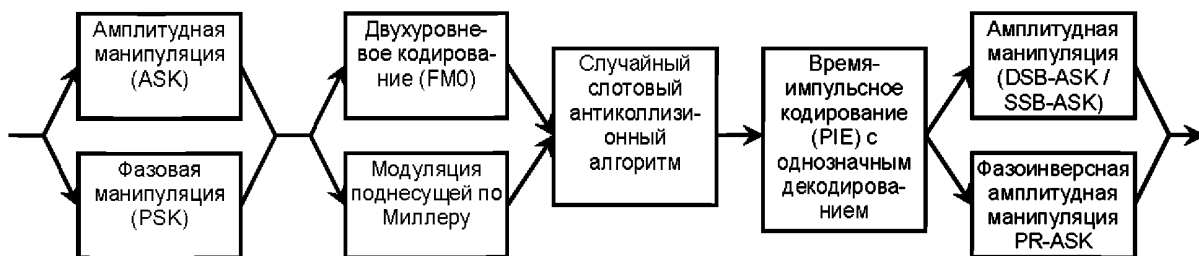 Амплитудная
манипуляция
(ASK)
Фазовая
манипуляция
(PSK)
Двухуровне-
вое кодирова-
ние (FM0)
Модуляция
поднесущей по
Миллеру
Случайный
слотовый
антиколлизи-
онный
алгоритм
Время-
импульсное
кодирование
(PIE) с
однозначным
декодирова-
нием
Амплитудная
манипуляция
(DSB-ASK /
SSB-ASK)
Фазоинверсная
амплитудная
манипуляция
PR-ASK